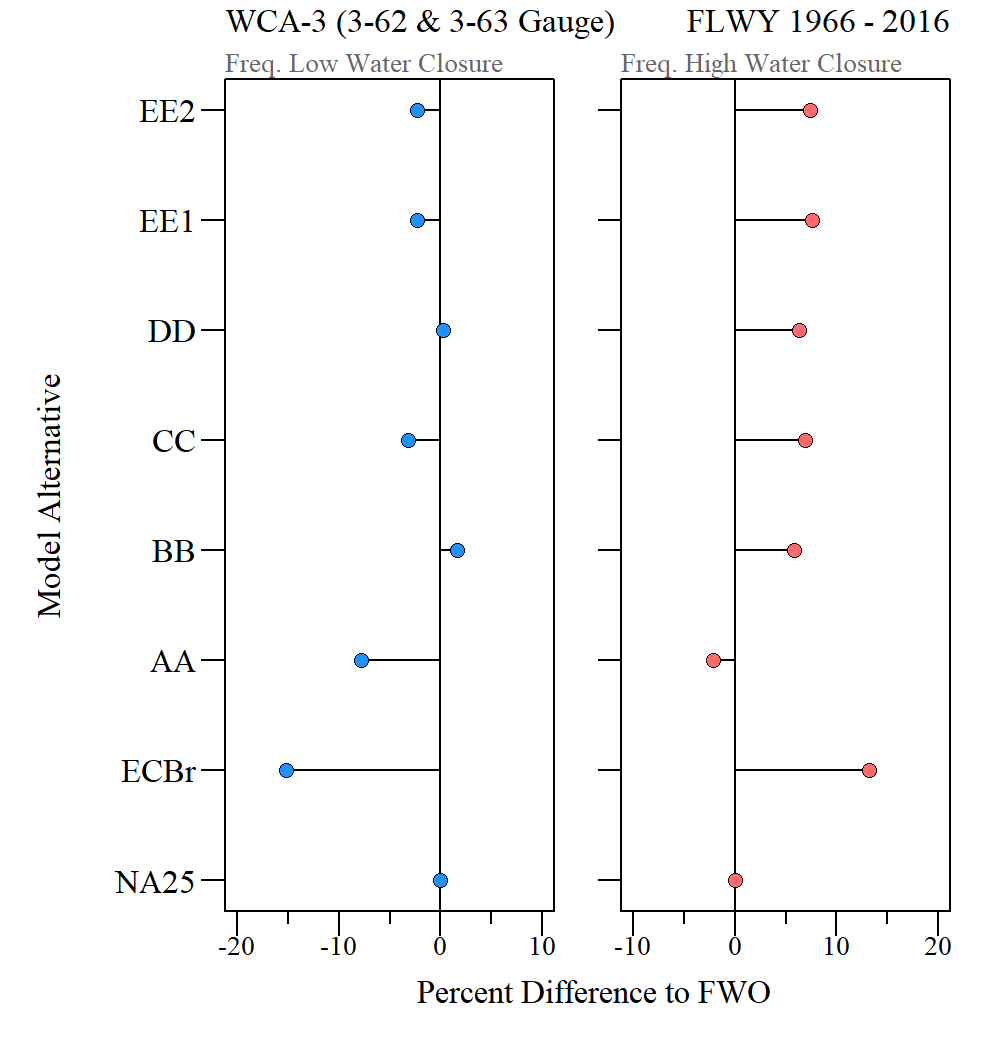 WCA-3 (3-62 & 3-63 Gauge)
FLWY 1966 - 2016
Freq. Low Water Closure
Freq. High Water Closure
EE2
EE1
DD
CC
BB
AA
ECBr
NA25
Model Alternative
-20 -10 0 10
-10 0 10 20
Percent Difference to FWO